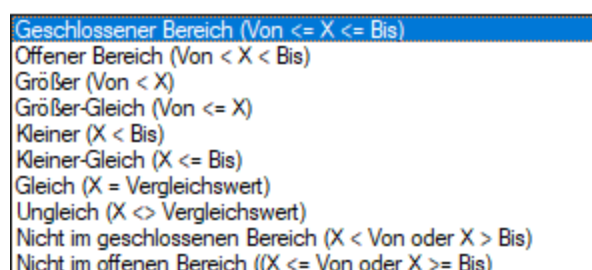 Geschlossener Bereich (Von <= X <= Bis)
Offener Bereich (Von < X < Bis)
Größer (Von < X)
Größer-Gleich (Von <= X)
Kleiner (X < Bis)
Kleiner-Gleich (X <= Bis)
Gleich (X = Vergleichswert)
Ungleich (X <> Vergleichswert)
Nicht im geschlossenen Bereich (X < Von oder X > Bis)
Nicht im offenen Bereich ((X <= Von oder X >= Bis)